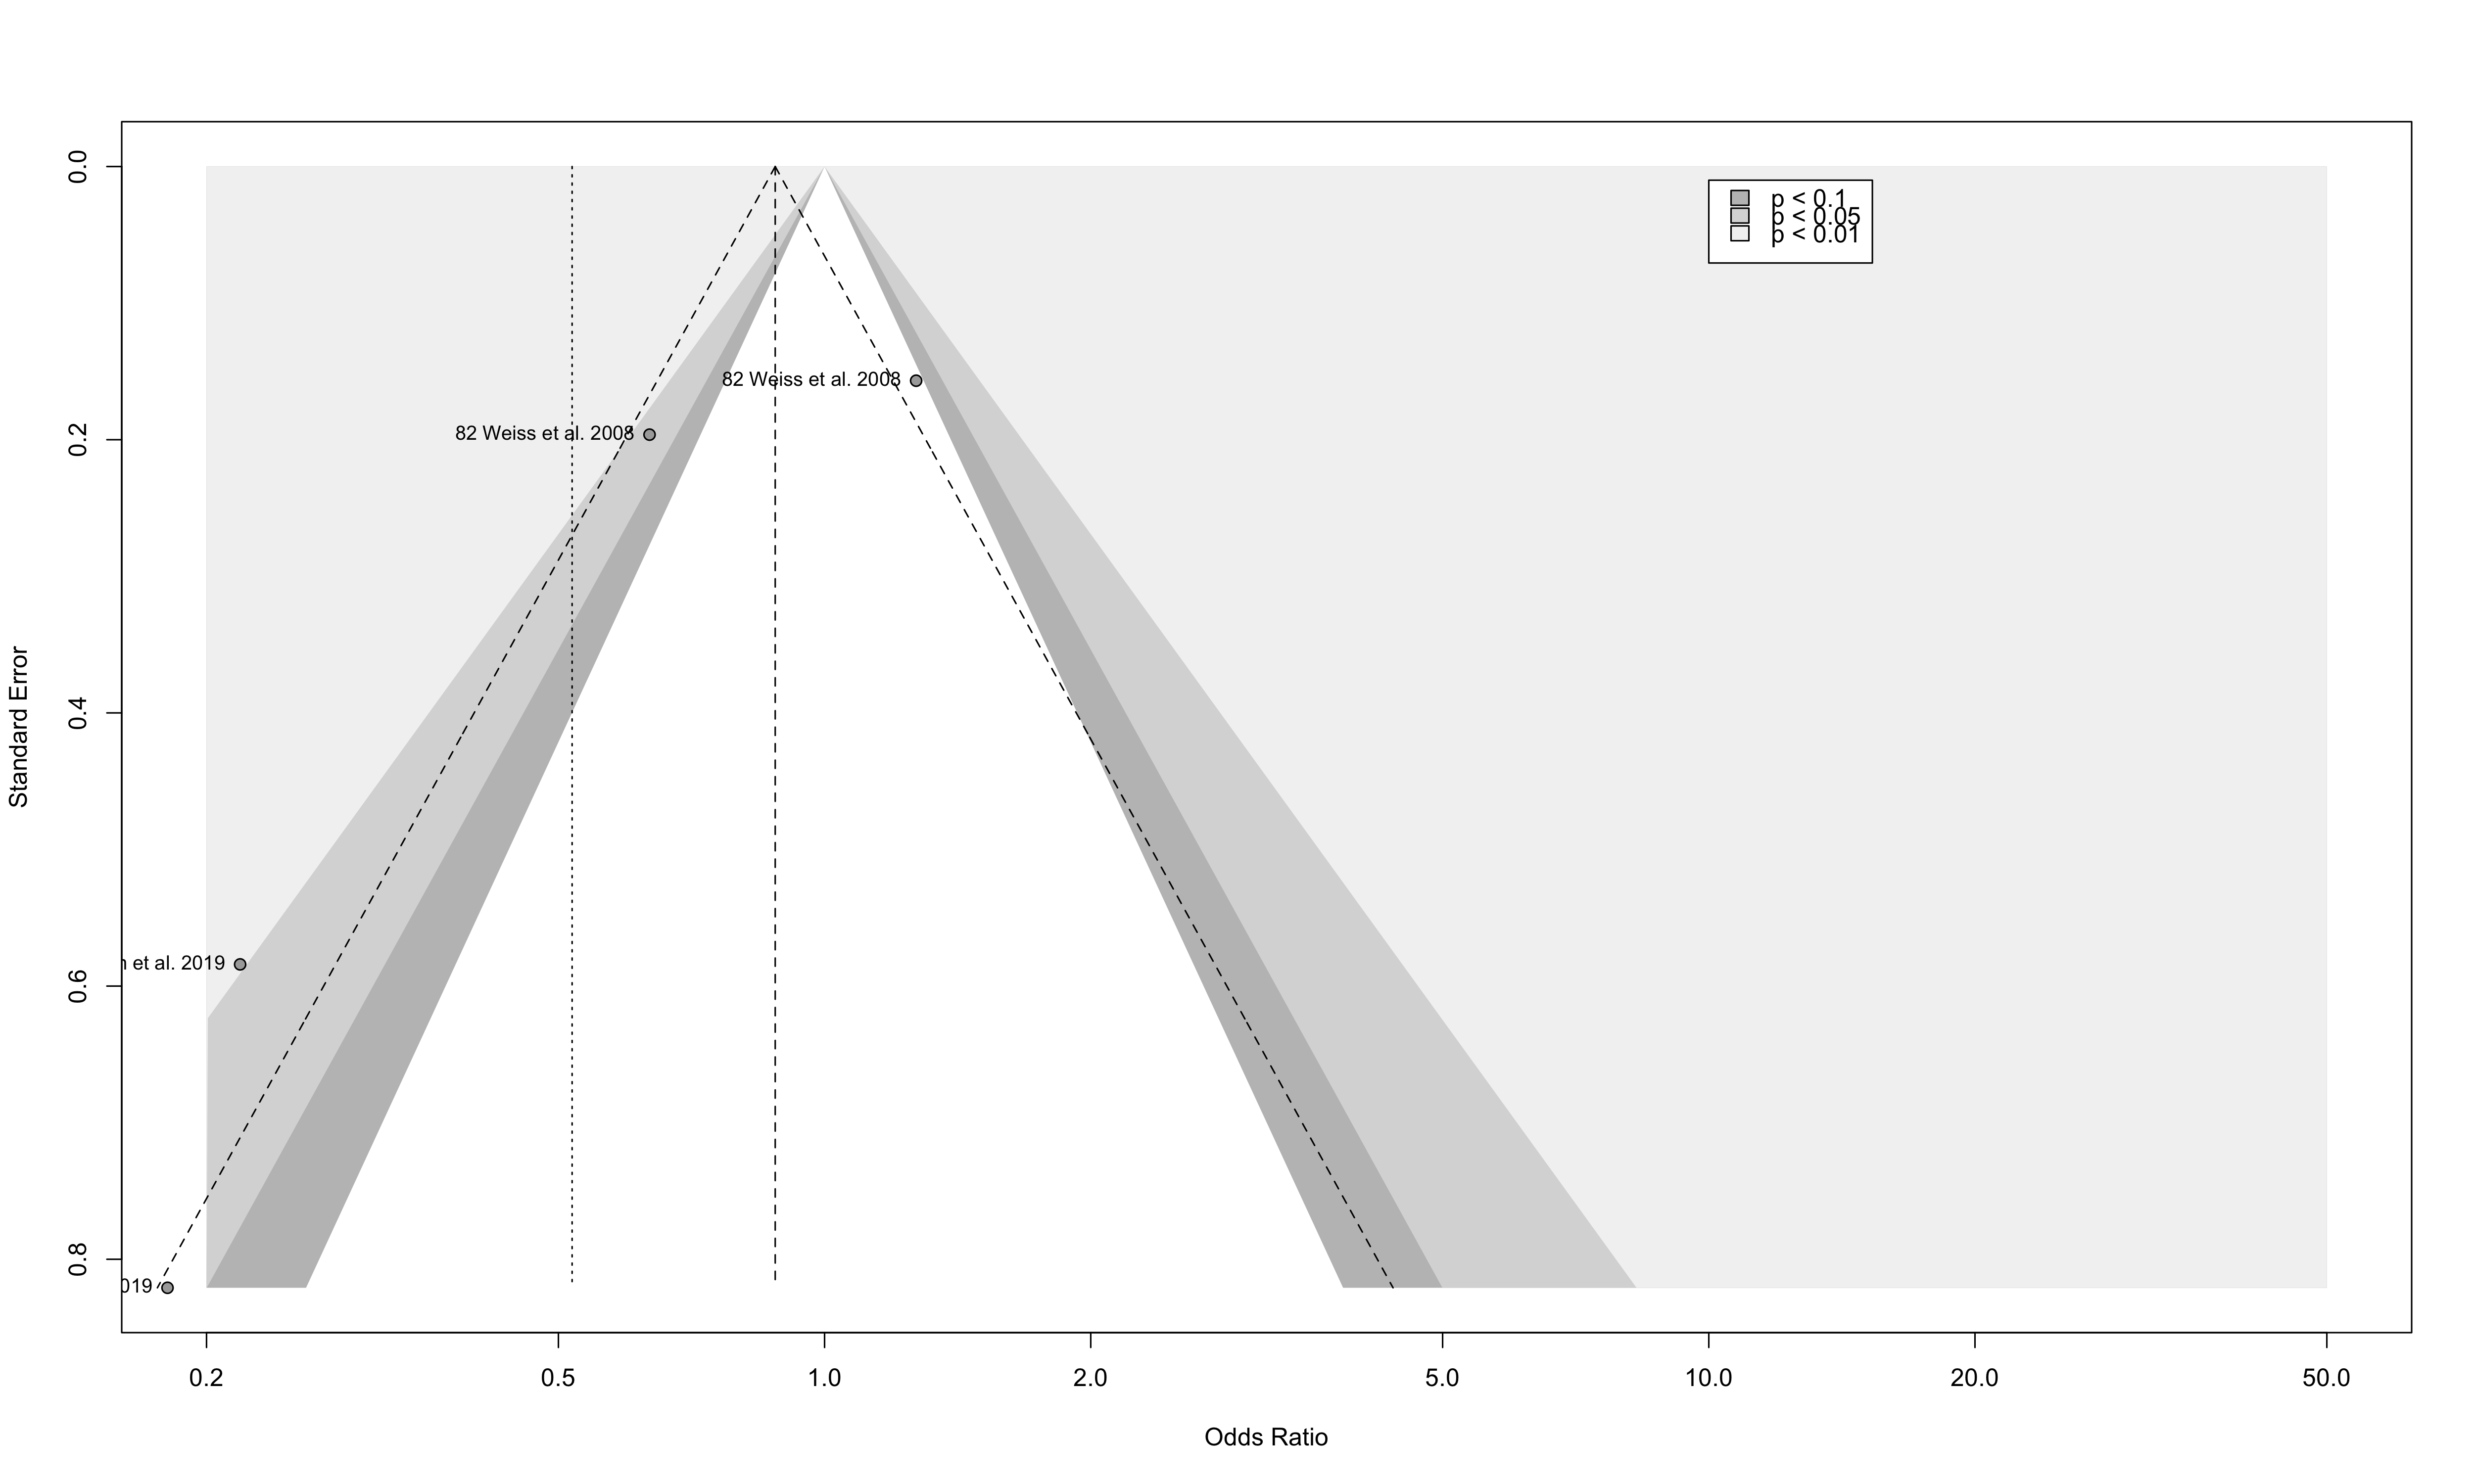 p < 0.1
p < 0.05
p < 0.01
82 Weiss et al. 2008
82 Weiss et al. 2008
et al. 2019
019
0.0
0.2
0.4
0.6
0.8
Standard Error
0.2 0.5 1.0 2.0 5.0 10.0 20.0 50.0
Odds Ratio